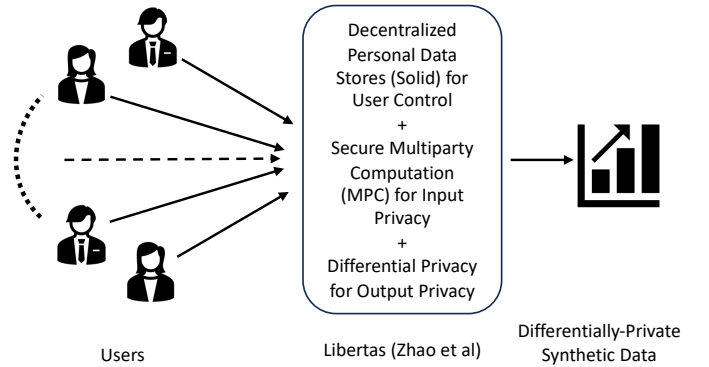 Decentralized
Personal Data
Stores (Solid) for
User Control
+
Secure Multiparty
Computation
(MPC) for Input
Privacy
+
Differential Privacy
for Output Privacy
Users
Libertas (Zhao et al)
Differentially-Private
Synthetic Data